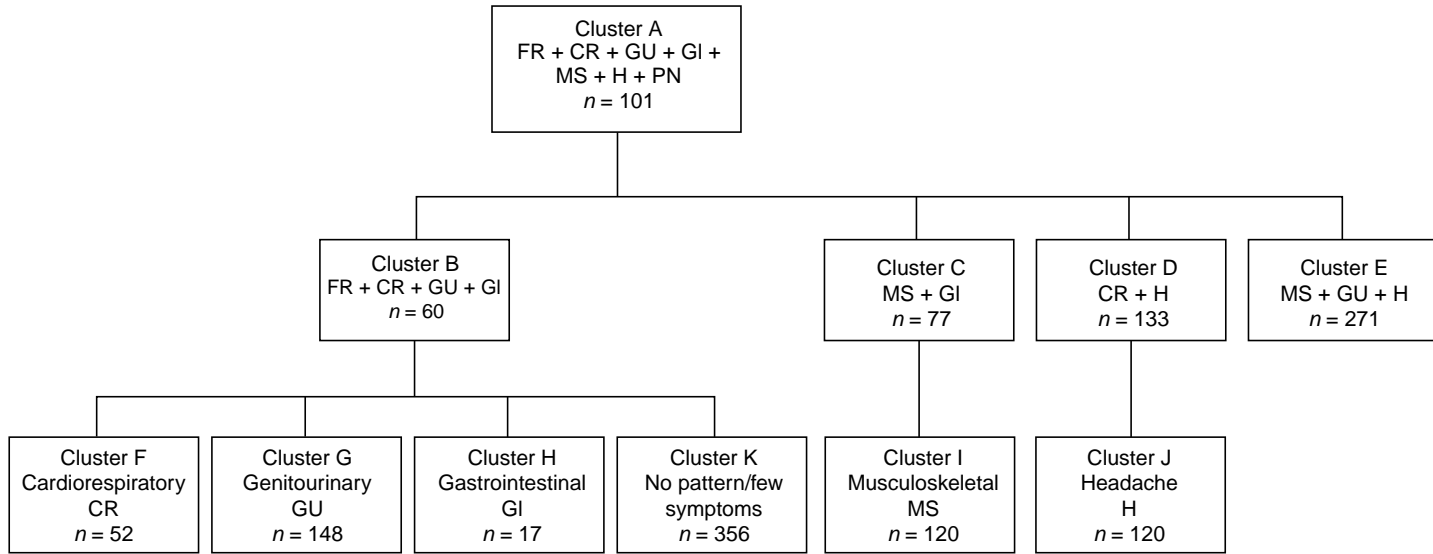 Cluster A
FR + CR + GU + GI +
MS + H + PN
n = 101
Cluster B
FR + CR + GU + GI
n = 60
Cluster C
MS + GI
n = 77
Cluster D
CR + H
n = 133
Cluster E
MS + GU + H
n = 271
Cluster F
Cardiorespiratory
CR
n = 52
Cluster G
Genitourinary
GU
n = 148
Cluster H
Gastrointestinal
GI
n = 17
Cluster K
No pattern/few
symptoms
n = 356
Cluster I
Musculoskeletal
MS
n = 120
Cluster J
Headache
H
n = 120